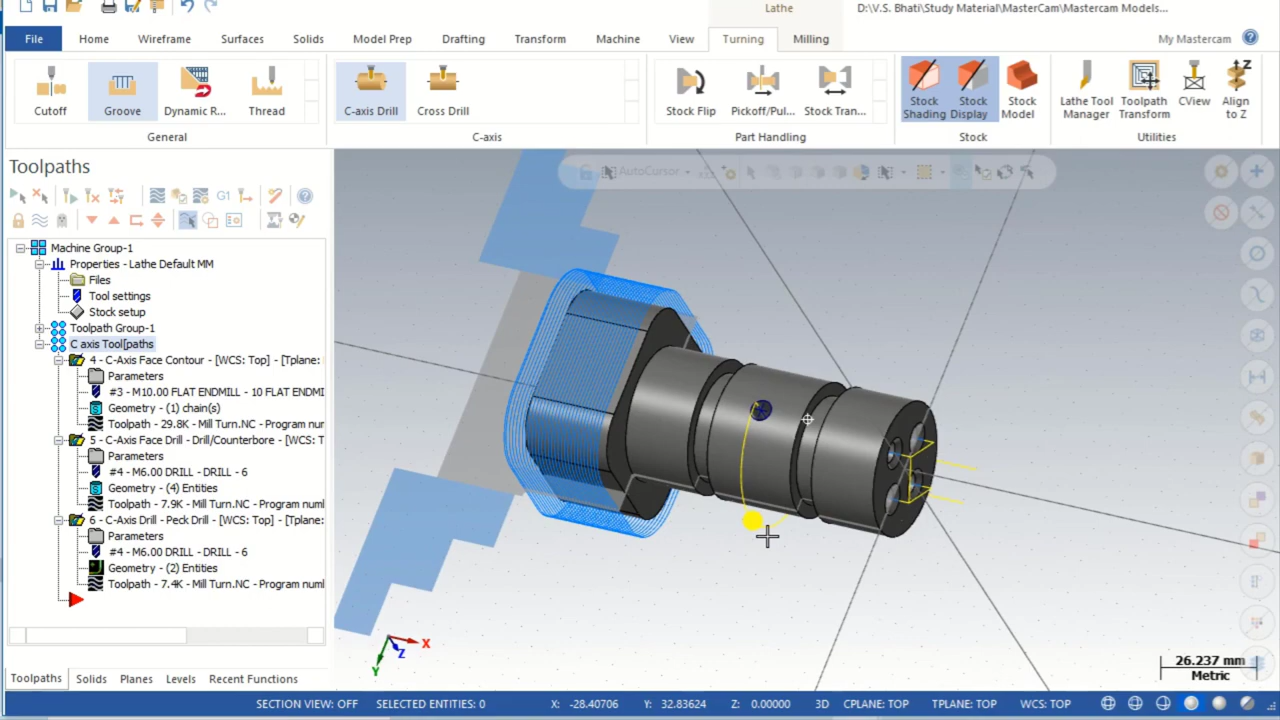 Lathe
D:\V.S. Bhati\Study Material\MasterCam\Mastercam Models...
File
Home
Wireframe
Surfaces
Solids
Model Prep
Drafting
Transform
Machine
View
Turning
Milling
My Mastercam
Cutoff
Groove
Dynamic R...
Thread
C-axis Drill
Cross Drill
Stock Flip
Pickoff/Pul...
Stock Tran...
Stock Shading
Stock Display
Stock Model
Lathe Tool Manager
Toolpath Transform
CView
Align to Z
General
C-axis
Part Handling
Stock
Utilities
Toolpaths
AutoCursor
G1
Machine Group-1
Properties - Lathe Default MM
Files
Tool settings
Stock setup
Toolpath Group-1
C axis Tool[paths
4 - C-Axis Face Contour - [WCS: Top] - [Tplane:
Parameters
#3 - M10.00 FLAT ENDMILL - 10 FLAT ENDMI
Geometry - (1) chain(s)
Toolpath - 29.8K - Mill Turn.NC - Program num
5 - C-Axis Face Drill - Drill/Counterbore - [WCS: T
Parameters
#4 - M6.00 DRILL - DRILL - 6
Geometry - (4) Entities
Toolpath - 7.9K - Mill Turn.NC - Program numl
6 - C-Axis Drill - Peck Drill - [WCS: Top] - [Tplane:
Parameters
#4 - M6.00 DRILL - DRILL - 6
Geometry - (2) Entities
Toolpath - 7.4K - Mill Turn.NC - Program numl
X
Z
Y
26.237 mm
Metric
Toolpaths
Solids
Planes
Levels
Recent Functions
SECTION VIEW: OFF
SELECTED ENTITIES: 0
X: -28.40706
Y: 32.83624
Z: 0.00000
3D
CPLANE: TOP
TPLANE: TOP
WCS: TOP